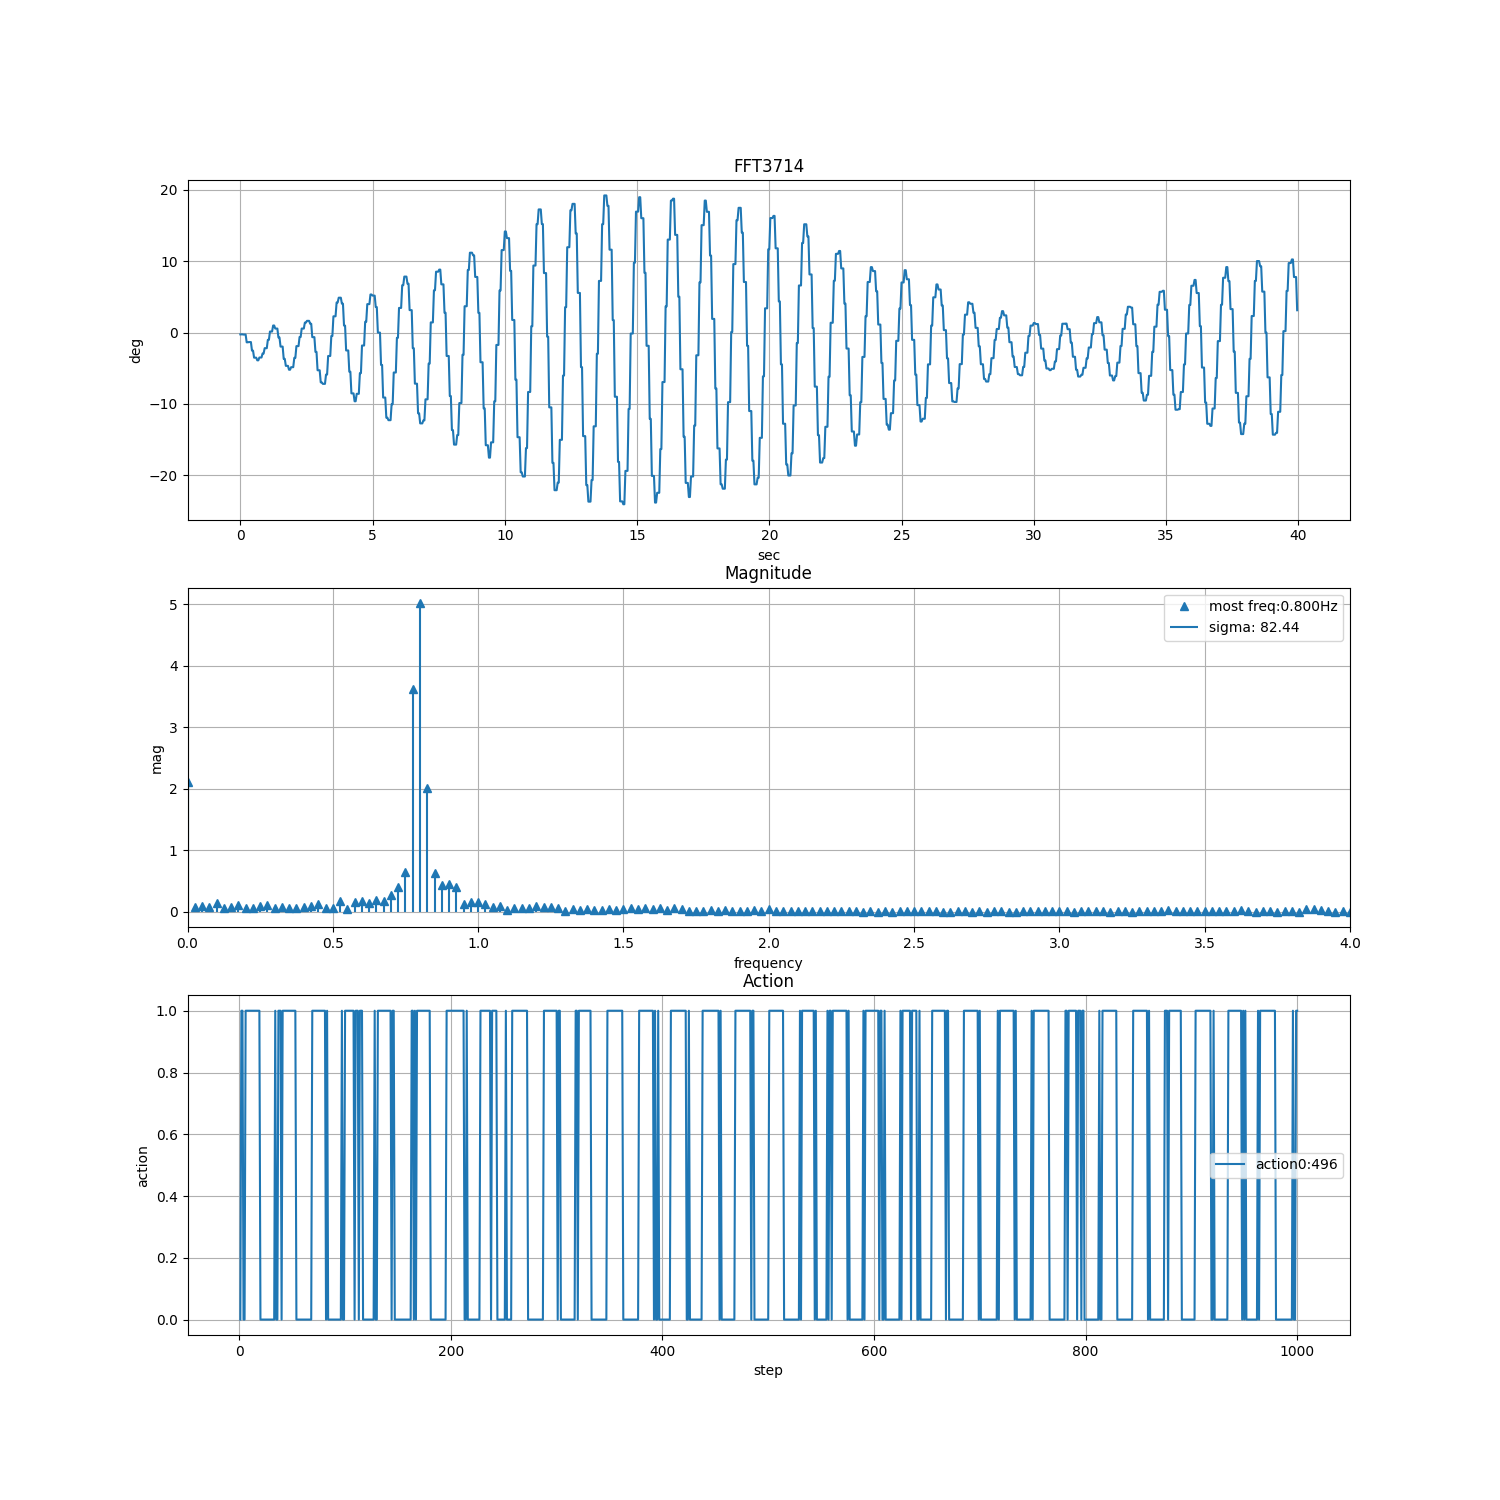 FFT3714
20
10
0
−10
−20
deg
0 5 10 15 20 25 30 35 40
sec
Magnitude
5
4
3
2
1
0
mag
most freq:0.800Hz
sigma: 82.44
0.0 0.5 1.0 1.5 2.0 2.5 3.0 3.5 4.0
frequency
Action
1.0
0.8
0.6
0.4
0.2
0.0
action
action0:496
0 200 400 600 800 1000
step